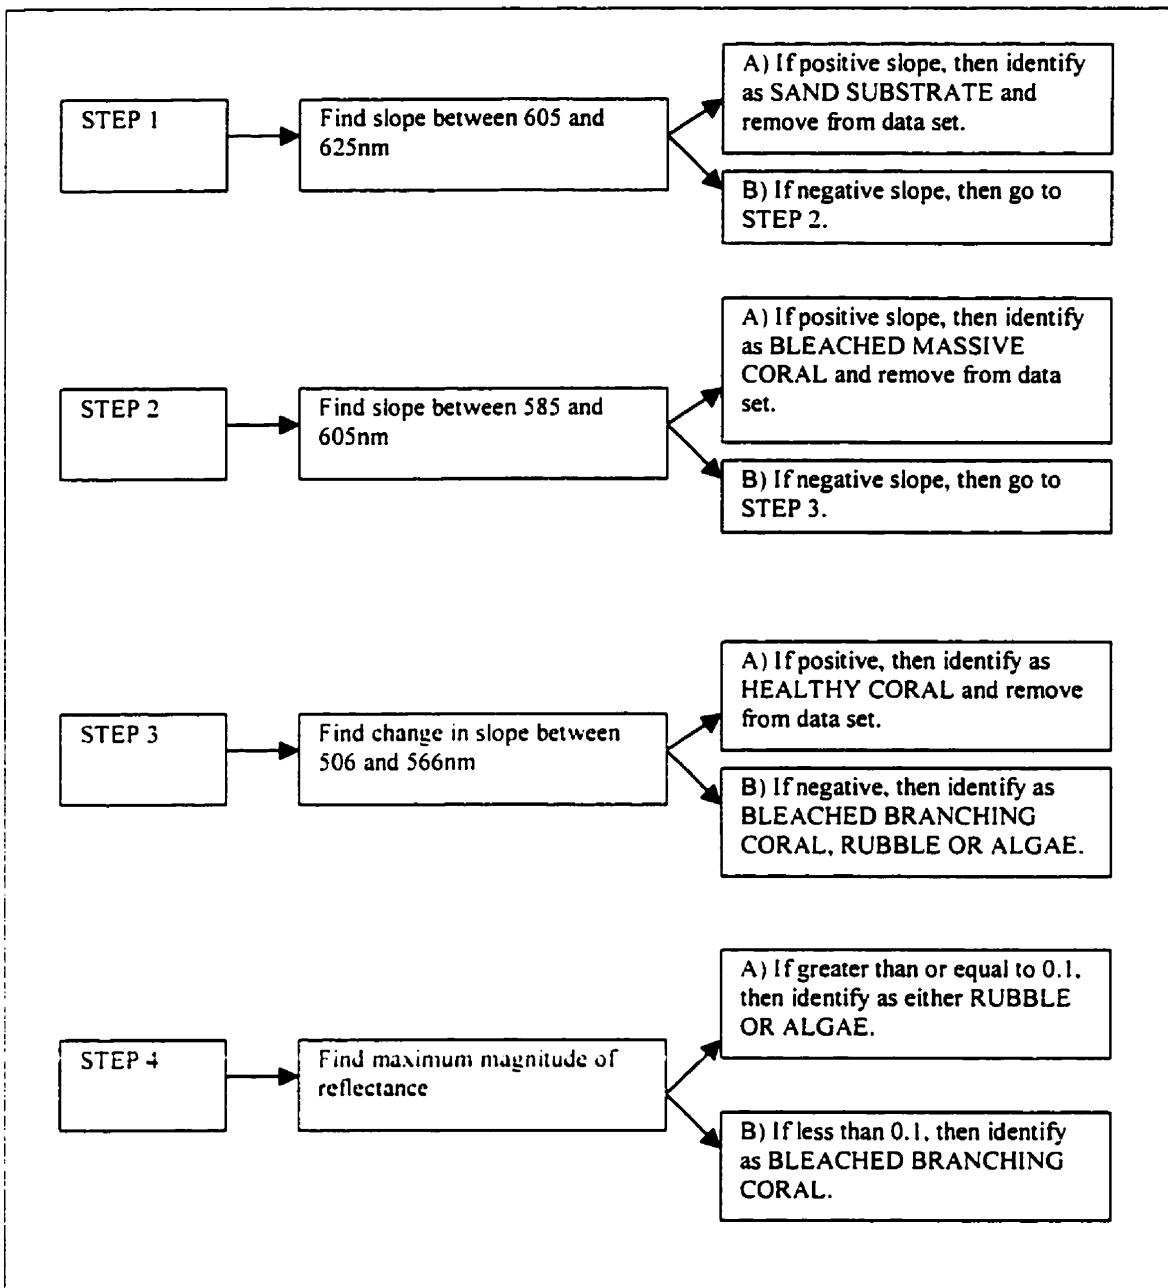 STEP 1
Find slope between 605 and
625nm
A) If positive slope, then identify
as SAND SUBSTRATE and
remove from data set.
B) If negative slope, then go to
STEP 2.
STEP 2
Find slope between 585 and
605nm
A) If positive slope, then identify
as BLEACHED MASSIVE
CORAL and remove from data
set.
B) If negative slope, then go to
STEP 3.
STEP 3
Find change in slope between
506 and 566nm
A) If positive, then identify as
HEALTHY CORAL and remove
from data set.
B) If negative, then identify as
BLEACHED BRANCHING
CORAL, RUBBLE OR ALGAE.
STEP 4
Find maximum magnitude of
reflectance
A) If greater than or equal to 0.1,
then identify as either RUBBLE
OR ALGAE.
B) If less than 0.1, then identify
as BLEACHED BRANCHING
CORAL.